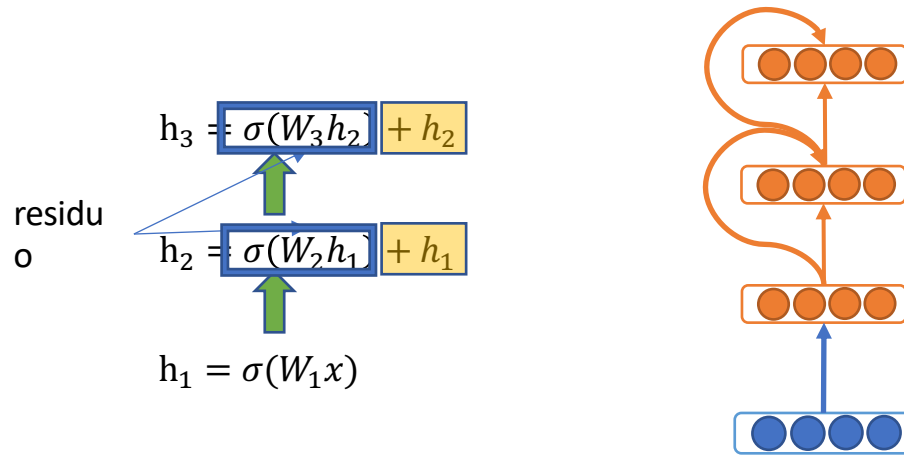 h₃ = σ(W₃h₂) + h₂
residu
o
h₂ = σ(W₂h₁) + h₁
h₁ = σ(W₁x)